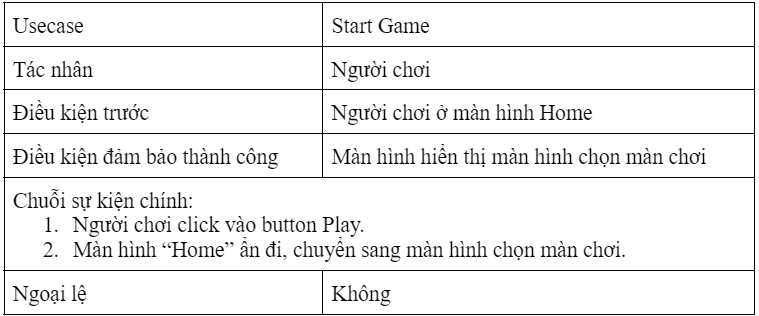 Usecase Start Game
Tác nhân Người chơi
Điều kiện trước Người chơi ở màn hình Home
Điều kiện đảm bảo thành công Màn hình hiển thị màn hình chọn màn chơi
Chuỗi sự kiện chính:
1. Người chơi click vào button Play.
2. Màn hình “Home” ẩn đi, chuyển sang màn hình chọn màn chơi.
Ngoại lệ Không